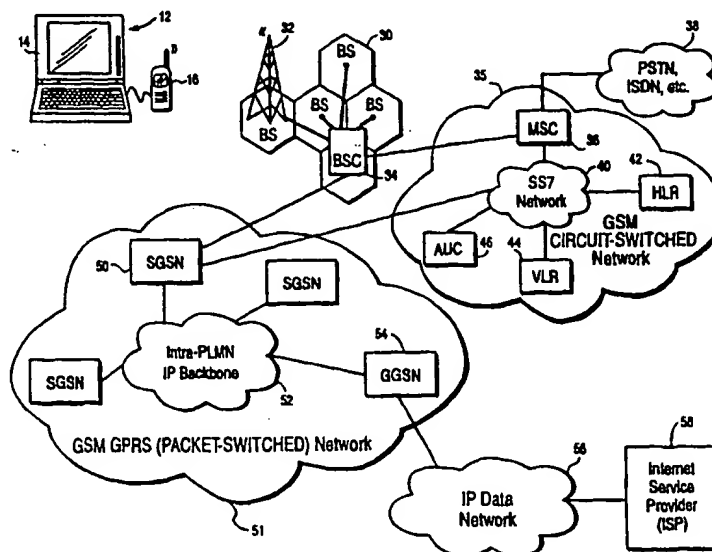 12
14
16
32
30
BS
BS
BS
BS
BSC
34
35
38
PSTN,
ISDN, etc.
MSC
36
40
42
SS7
Network
HLR
GSM
CIRCUIT-SWITCHED
Network
AUC
46
44
VLR
50
SGSN
SGSN
SGSN
Intra-PLMN
IP Backbone
52
54
GGSN
GSM GPRS (PACKET-SWITCHED) Network
51
56
IP Data
Network
58
Internet
Service
Provider
(ISP)